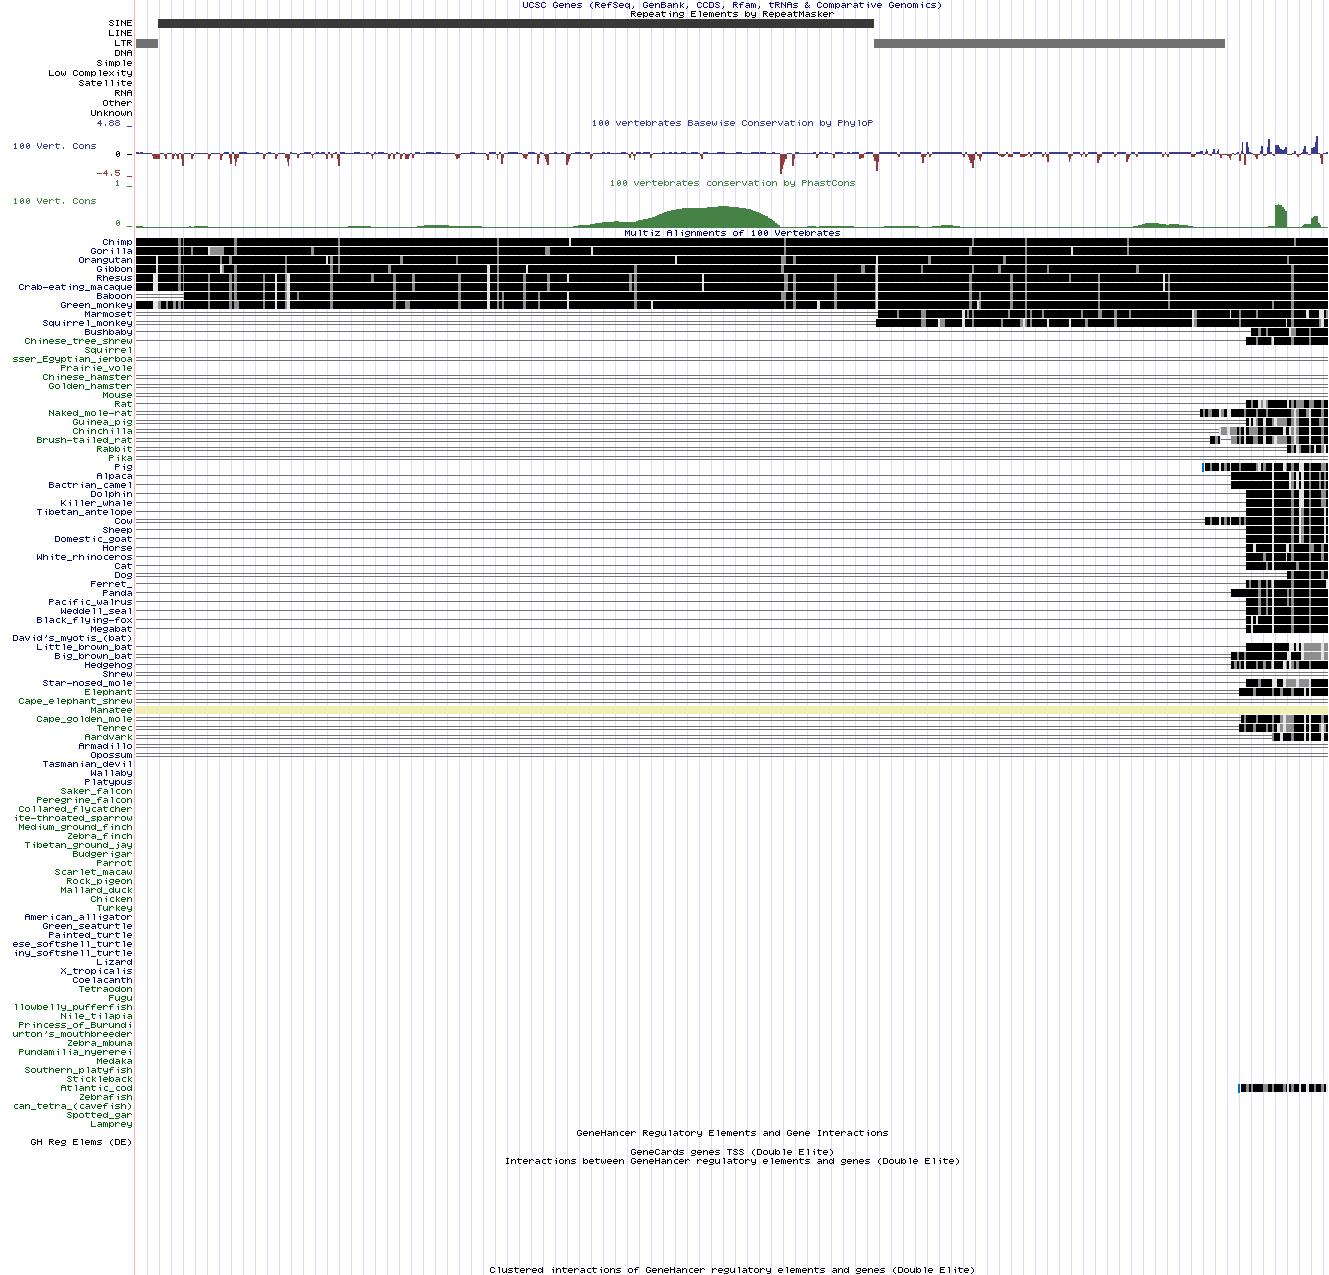 UCSC Genes (RefSeq, GenBank, CCDS, Rfam, tRNAs & Comparative Genomics)
Repeating Elements by RepeatMasker
SINE
LINE
LTR
DNA
Simple
Low Complexity
Satellite
RNA
Other
Unknown
4.88 _
100 vertebrates Basewise Conservation by PhyloP
100 Vert. Cons
0 -
-4.5 _
100 vertebrates conservation by PhastCons
1 _
100 Vert. Cons
0 _
Multiz Alignments of 100 Vertebrates
Chimp
Gorilla
Orangutan
Gibbon
Rhesus
Crab-eating_macaque
Baboon
Green_monkey
Marmoset
Squirrel_monkey
Bushbaby
Chinese_tree_shrew
Squirrel
sser_Egyptian_jerboa
Prairie_vole
Chinese_hamster
Golden_hamster
Mouse
Rat
Naked_mole-rat
Guinea_pig
Chinchilla
Brush-tailed_rat
Rabbit
Pika
Pig
Alpaca
Bactrian_camel
Dolphin
Killer_whale
Tibetan_antelope
Cow
Sheep
Domestic_goat
Horse
White_rhinoceros
Cat
Dog
Ferret_
Panda
Pacific_walrus
Weddell_seal
Black_flying-fox
Megabat
David's_myotis_(bat)
Little_brown_bat
Big_brown_bat
Hedgehog
Shrew
Star-nosed_mole
Elephant
Cape_elephant_shrew
Manatee
Cape_golden_mole
Tenrec
Aardvark
Armadillo
Opossum
Tasmanian_devil
Wallaby
Platypus
Saker_falcon
Peregrine_falcon
Collared_flycatcher
ite-throated_sparrow
Medium_ground_finch
Zebra_finch
Tibetan_ground_jay
Budgerigar
Parrot
Scarlet_macaw
Rock_pigeon
Mallard_duck
Chicken
Turkey
American_alligator
Green_seaturtle
Painted_turtle
ese_softshell_turtle
iny_softshell_turtle
Lizard
X_tropicalis
Coelacanth
Tetraodon
Fugu
llowbelly_pufferfish
Nile_tilapia
Princess_of_Burundi
urton's_mouthbreeder
Zebra_mbuna
Pundamilia_nyererei
Medaka
Southern_platyfish
Stickleback
Atlantic_cod
Zebrafish
can_tetra_(cavefish)
Spotted_gar
Lamprey
GeneHancer Regulatory Elements and Gene Interactions
GH Reg Elems (DE)
GeneCards genes TSS (Double Elite)
Interactions between GeneHancer regulatory elements and genes (Double Elite)
Clustered interactions of GeneHancer regulatory elements and genes (Double Elite)